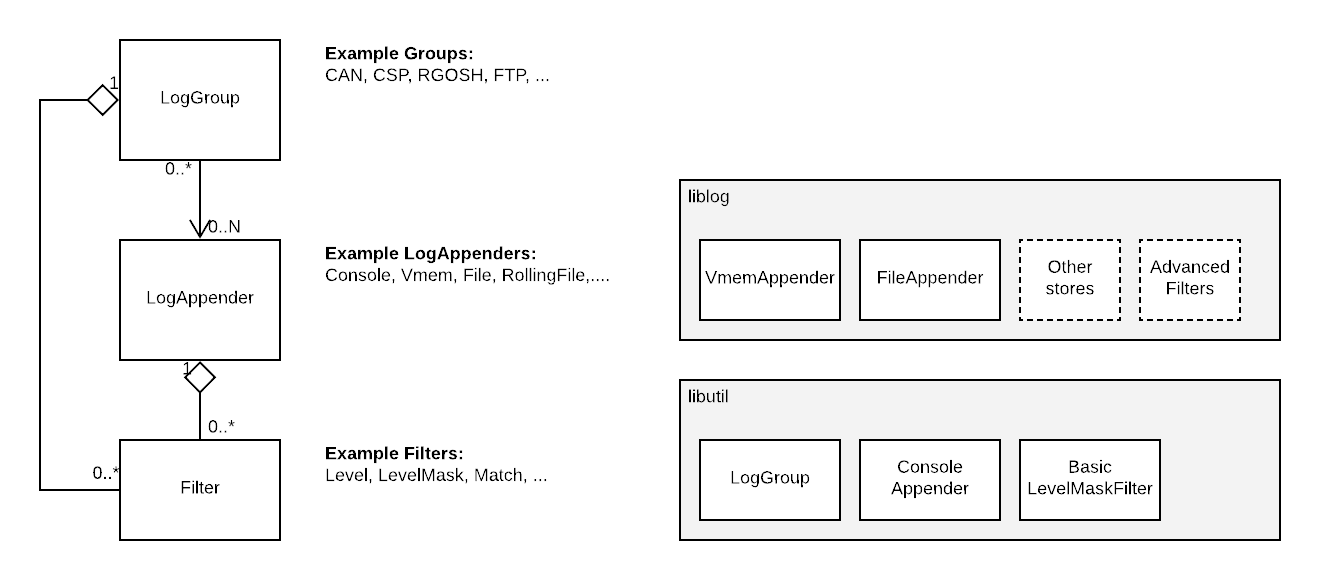 Example Groups:
CAN, CSP, RGOSH, FTP, ...
1
LogGroup
0..*
0..N
liblog
Example LogAppenders:
Console, Vmem, File, RollingFile,....
LogAppender
VmemAppender
FileAppender
Other
stores
Advanced
Filters
1
0..*
libutil
Example Filters:
Level, LevelMask, Match, ...
0..*
Filter
LogGroup
Console
Appender
Basic
LevelMaskFilter